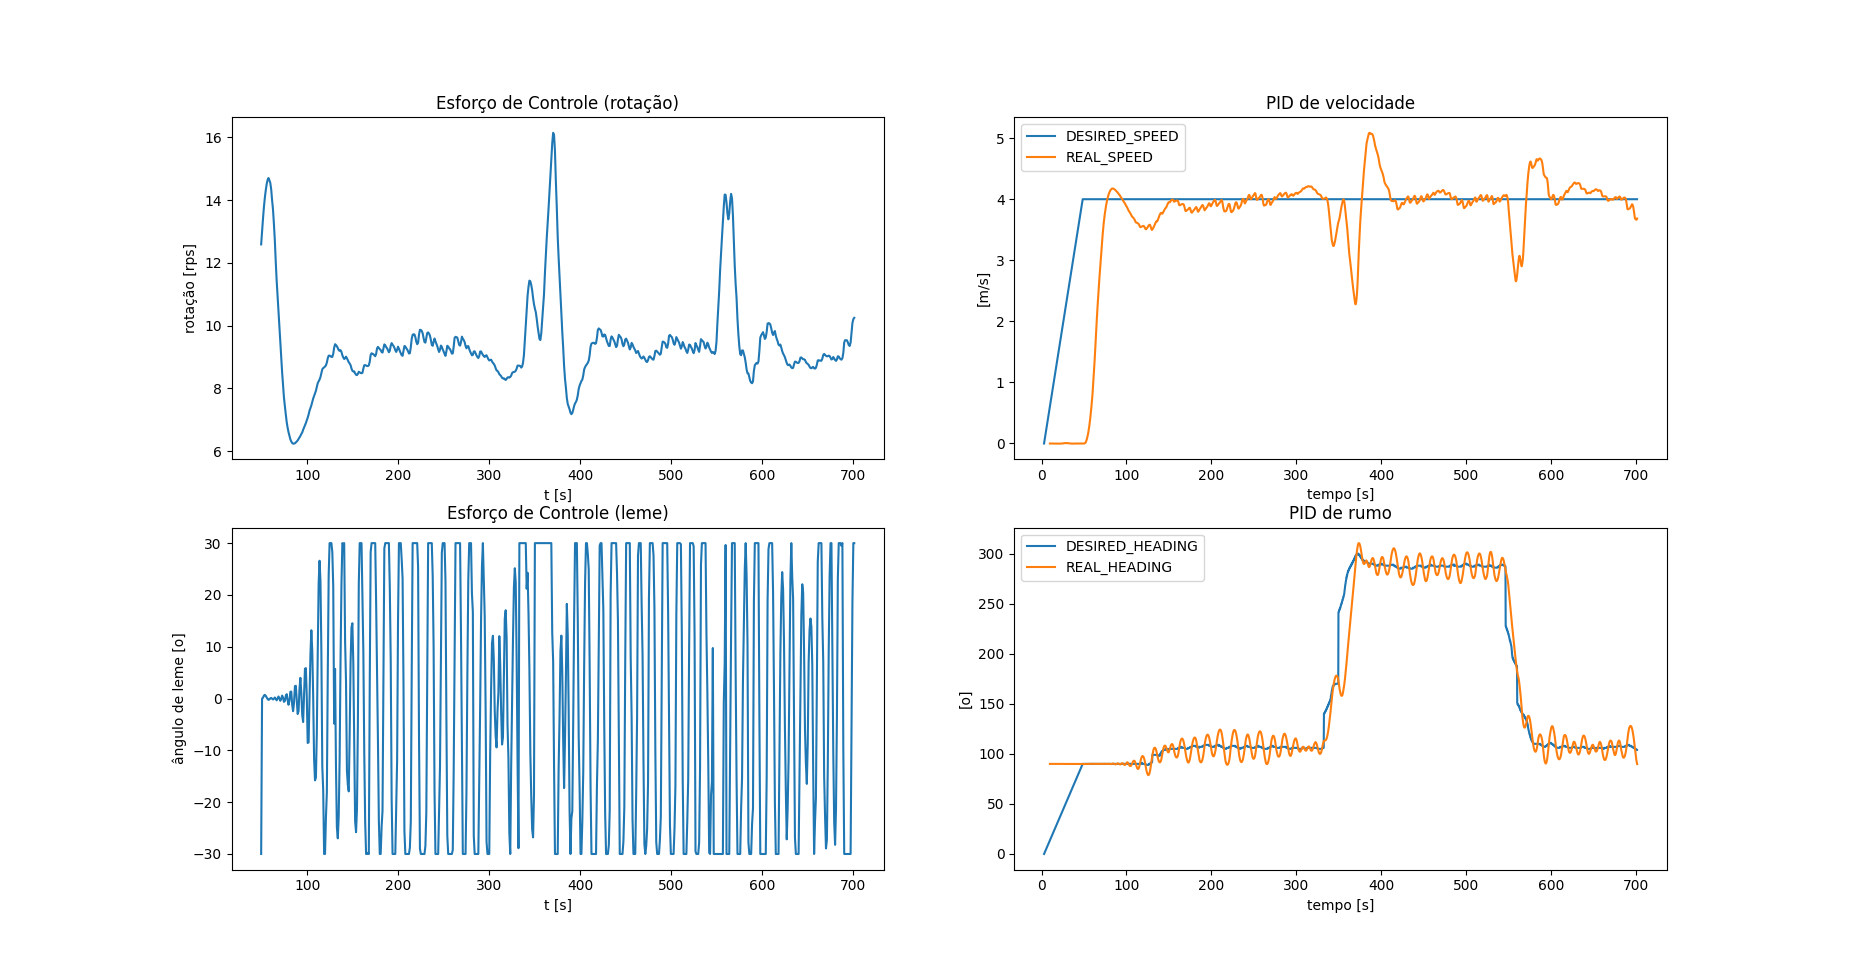 Esforço de Controle (rotação)
16
14
12
10
8
6
rotação [rps]
100 200 300 400 500 600 700
t [s]
PID de velocidade
DESIRED_SPEED
REAL_SPEED
5
4
3
2
1
0
[m/s]
0 100 200 300 400 500 600 700
tempo [s]
Esforço de Controle (leme)
30
20
10
0
−10
−20
−30
ângulo de leme [o]
100 200 300 400 500 600 700
t [s]
PID de rumo
DESIRED_HEADING
REAL_HEADING
300
250
200
150
100
50
0
[o]
0 100 200 300 400 500 600 700
tempo [s]